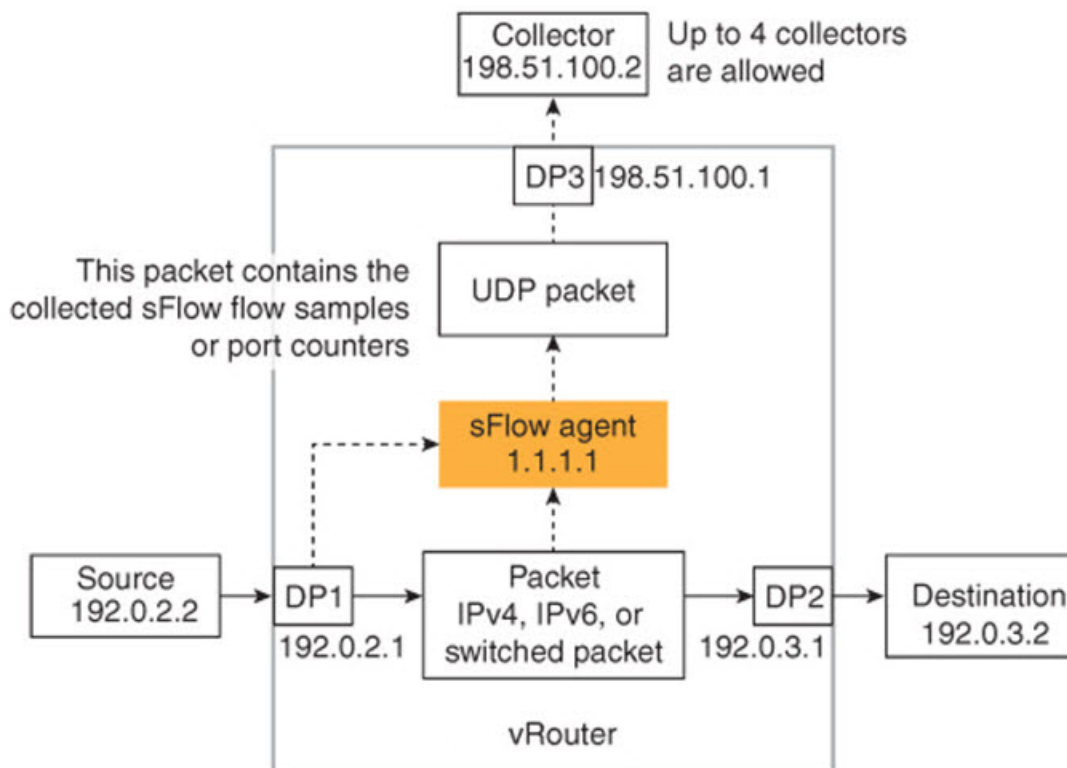 Collector
198.51.100.2
Up to 4 collectors
are allowed
DP3
198.51.100.1
This packet contains the
collected sFlow flow samples
or port counters
UDP packet
sFlow agent
1.1.1.1
Source
192.0.2.2
DP1
192.0.2.1
Packet
IPv4, IPv6, or
switched packet
DP2
192.0.3.1
Destination
192.0.3.2
vRouter